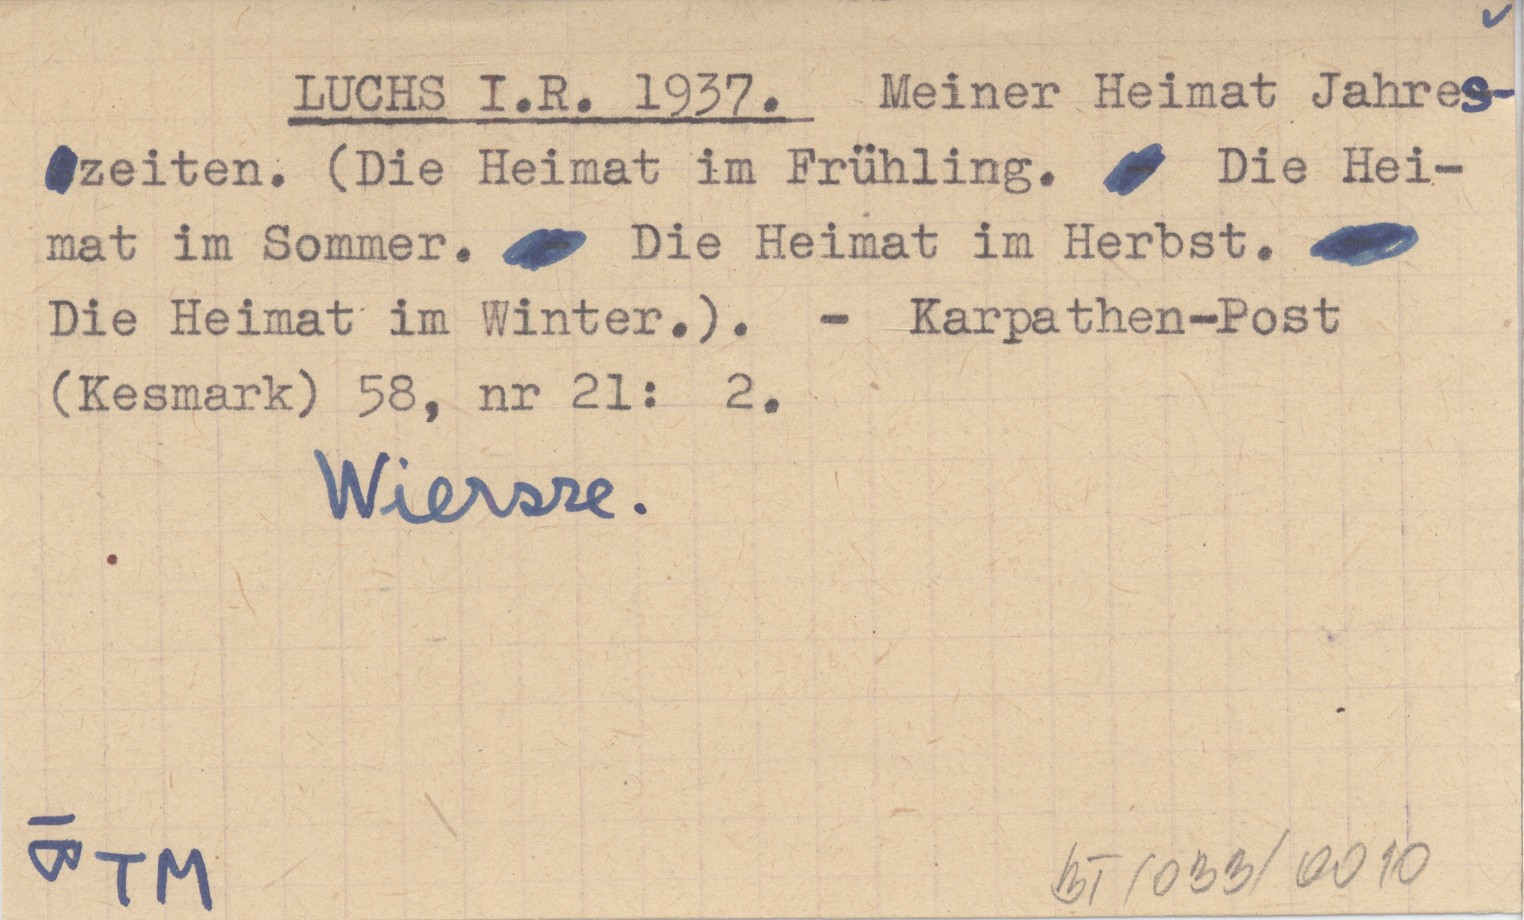 LUCHS I.R. 1937. Meiner Heimat Jahres-
zeiten. (Die Heimat im Frühling. Die Hei-
mat im Sommer. Die Heimat im Herbst.
Die Heimat im Winter.). - Karpathen-Post
(Kesmark) 58, nr 21: 2.
Wiersze.
TM
BT/033/0010